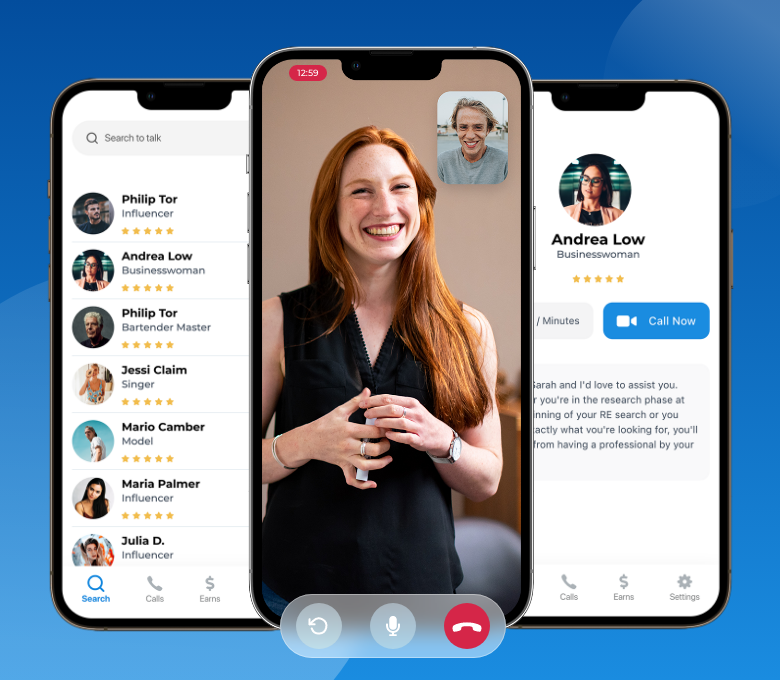 12:59
Search to talk
Philip Tor
Influencer
Andrea Low
Businesswoman
Philip Tor
Bartender Master
Jessi Claim
Singer
Mario Camber
Model
Maria Palmer
Influencer
Julia D.
Influencer
Search
Calls
Earns
Andrea Low
Businesswoman
/ Minutes
Call Now
Sarah and I'd love to assist you.
r you're in the research phase at
nning of your RE search or you
actly what vou're looking for, you'll
from having a professional by your
Calls
Earns
Settings